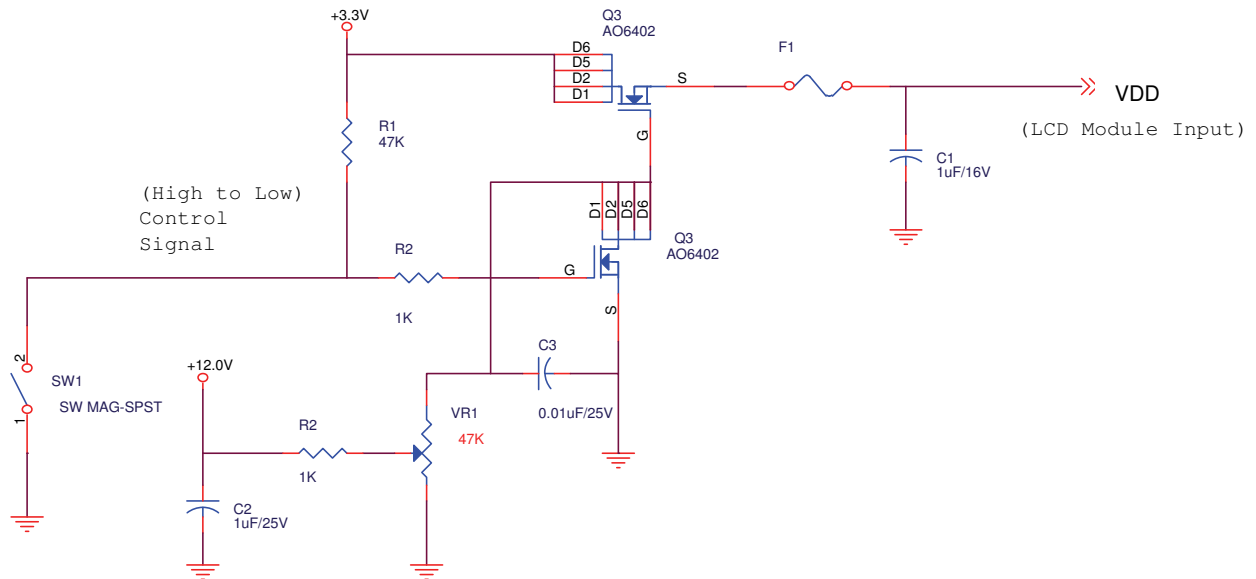 +3.3V
Q3
AO6402
F1
D6
D5
D2
D1
S
G
VDD
(LCD Module Input)
R1
47K
C1
1uF/16V
(High to Low)
Control
Signal
D1
D2
D5
D6
Q3
AO6402
R2
1K
G
S
C3
0.01uF/25V
2
SW1
SW MAG-SPST
1
+12.0V
R2
1K
VR1
47K
C2
1uF/25V